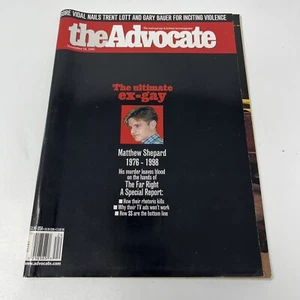 ORE VIDAL NAILS TRENT LOTT AND GARY BAUER FOR INCITING VIOLENCE
theAdvocate
The ultimate
ex-gay
Matthew Shepard
1976 - 1998
His murder leaves blood
on the hands of
The Far Right
A Special Report:
How their rhetoric kills
Why their TV ads won't work
How $$ are the bottom line
www.advocate.com